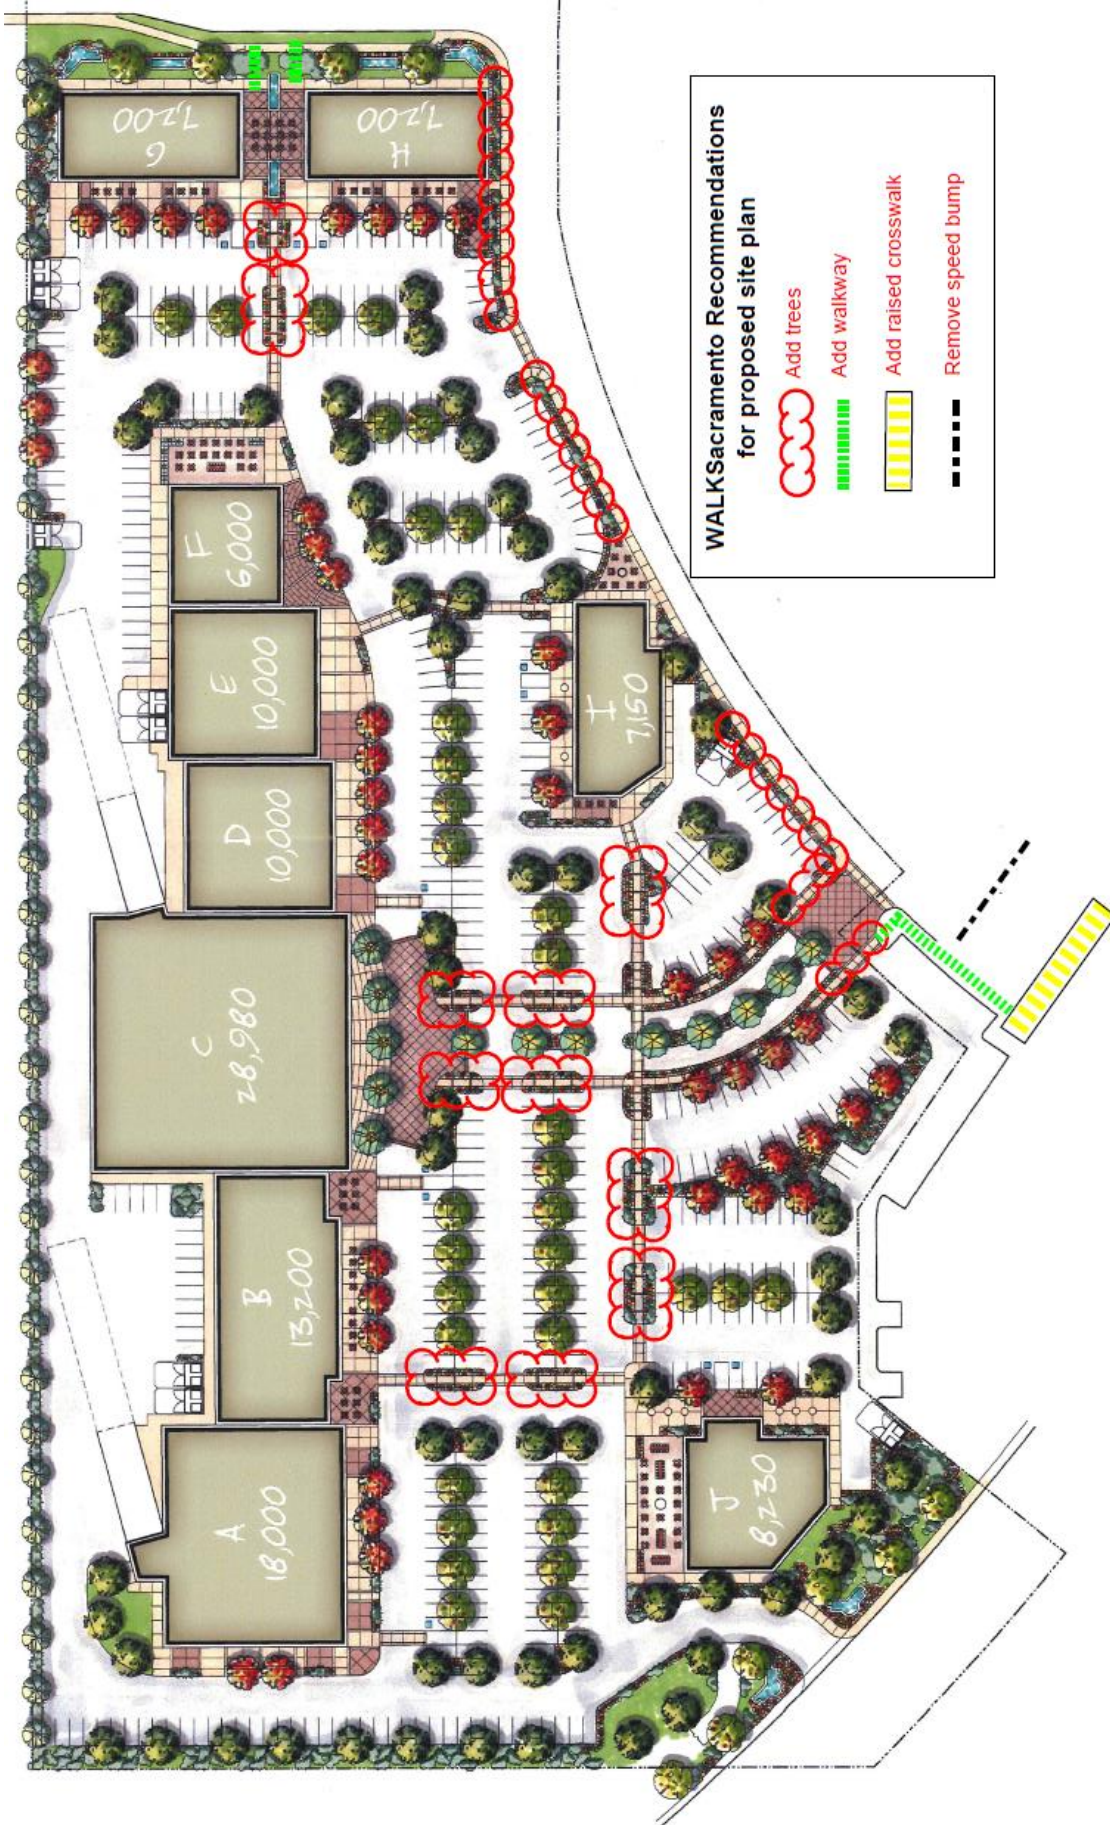 WALKSacramento Recommendations
for proposed site plan
Add trees
Add walkway
Add raised crosswalk
Remove speed bump
A
18,000
B
13,200
C
28,980
D
10,000
E
10,000
F
6,000
G
7,200
H
7,200
I
7,150
J
8,230